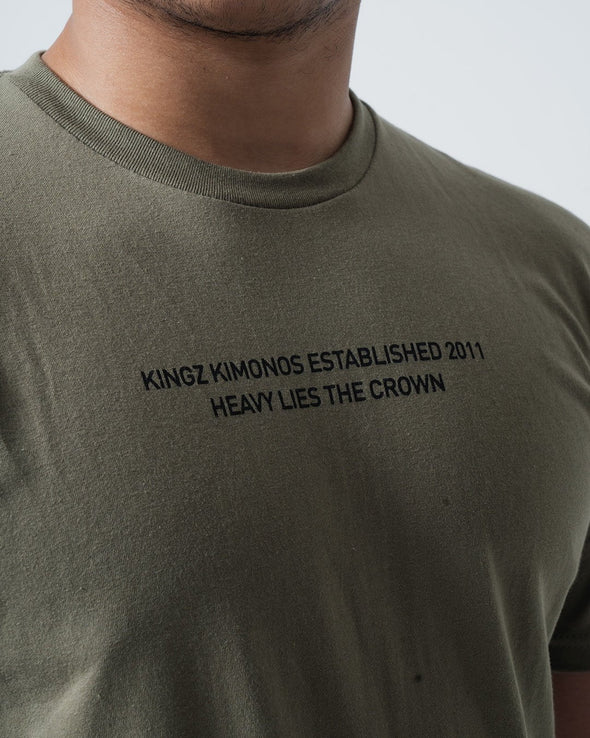 KINGZ KIMONOS ESTABLISHED 2011
HEAVY LIES THE CROWN